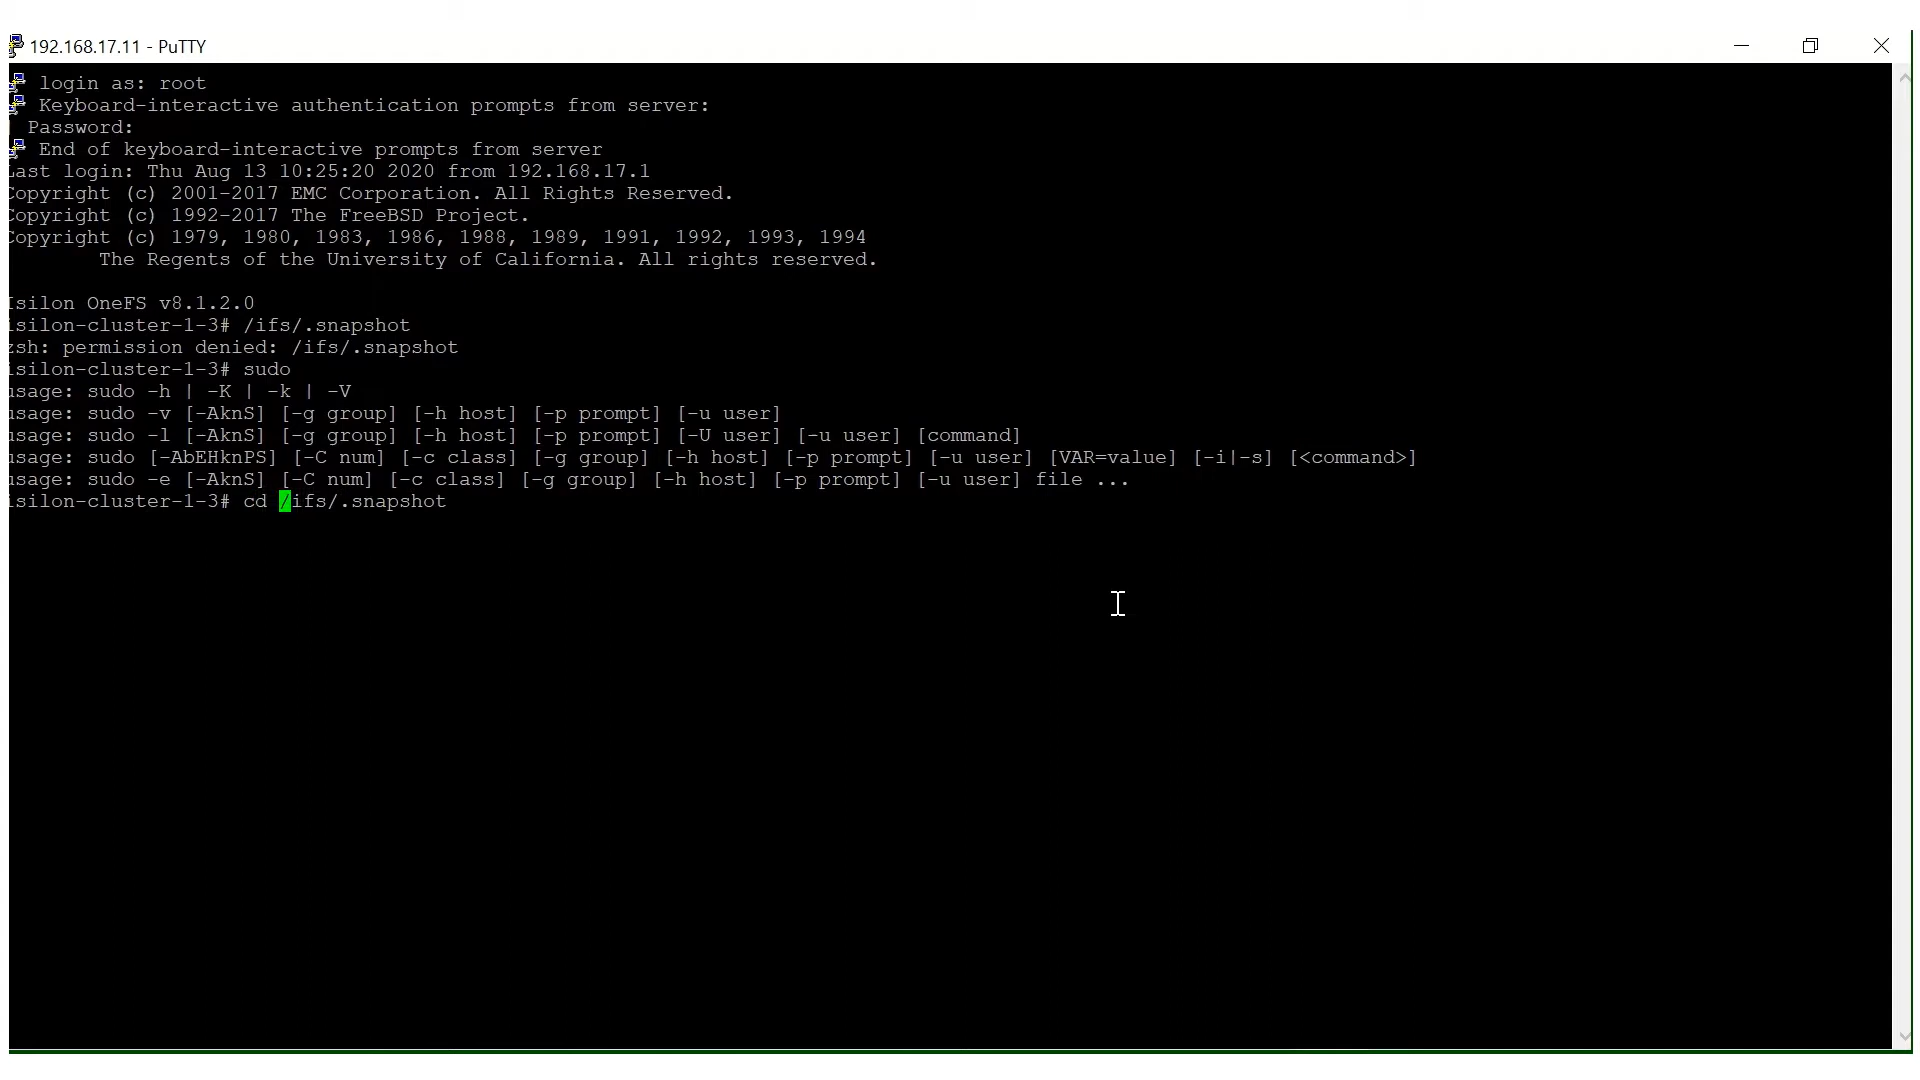 192.168.17.11 - PuTTY
login as: root
Keyboard-interactive authentication prompts from server:
| Password:
End of keyboard-interactive prompts from server
Last login: Thu Aug 13 10:25:20 2020 from 192.168.17.1
Copyright (c) 2001-2017 EMC Corporation. All Rights Reserved.
Copyright (c) 1992-2017 The FreeBSD Project.
Copyright (c) 1979, 1980, 1983, 1986, 1988, 1989, 1991, 1992, 1993, 1994
The Regents of the University of California. All rights reserved.
Isilon OneFS v8.1.2.0
isilon-cluster-1-3# /ifs/.snapshot
zsh: permission denied: /ifs/.snapshot
isilon-cluster-1-3# sudo
usage: sudo -h | -K | -k | -V
usage: sudo -v [-AknS] [-g group] [-h host] [-p prompt] [-u user]
usage: sudo -l [-AknS] [-g group] [-h host] [-p prompt] [-U user] [-u user] [command]
usage: sudo [-AbEHknPS] [-C num] [-c class] [-g group] [-h host] [-p prompt] [-u user] [VAR=value] [-i|-s] [<command>]
usage: sudo -e [-AknS] [-C num] [-c class] [-g group] [-h host] [-p prompt] [-u user] file ...
isilon-cluster-1-3# cd /ifs/.snapshot